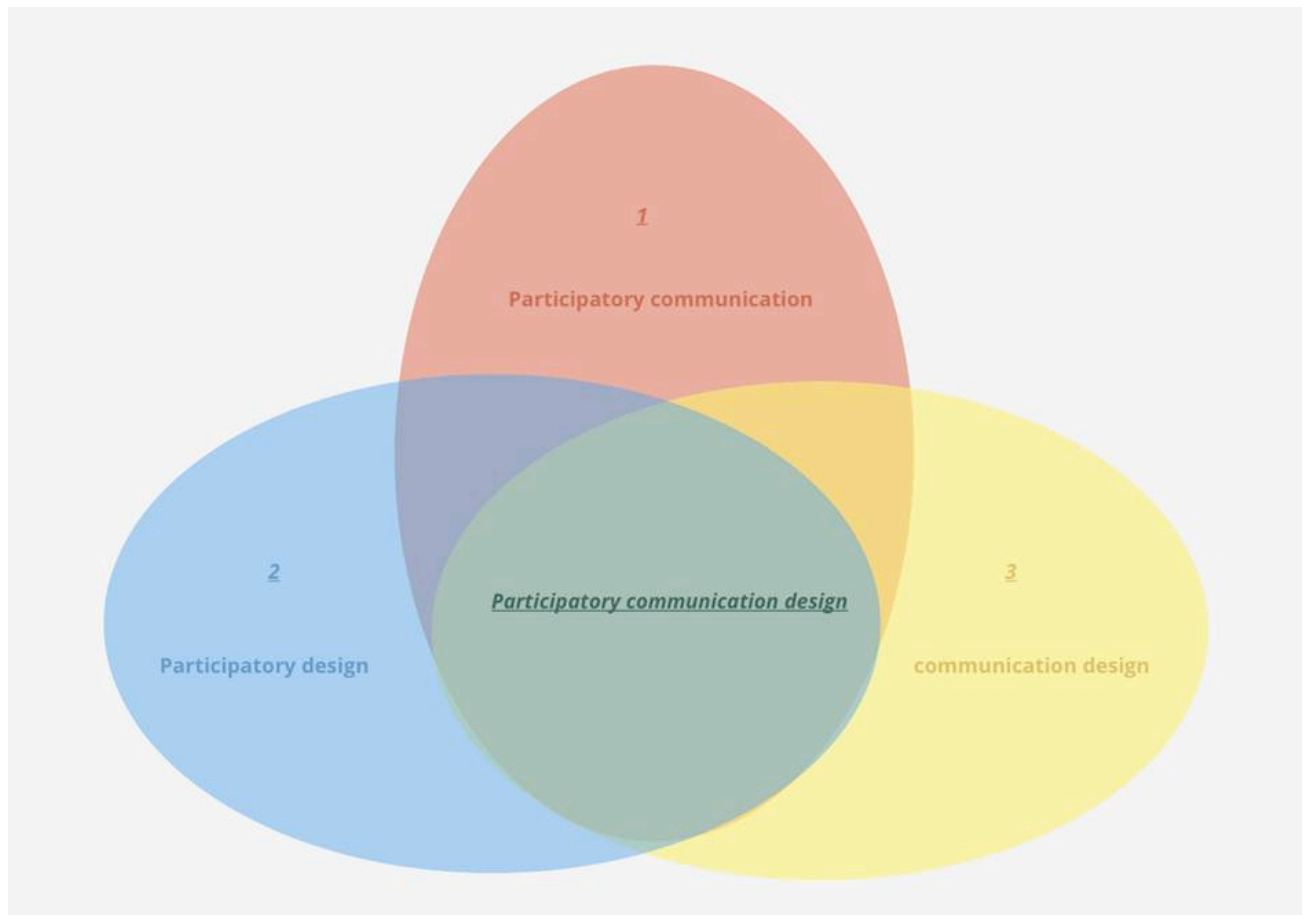 1
Participatory communication
2
3
Participatory communication design
Participatory design
communication design